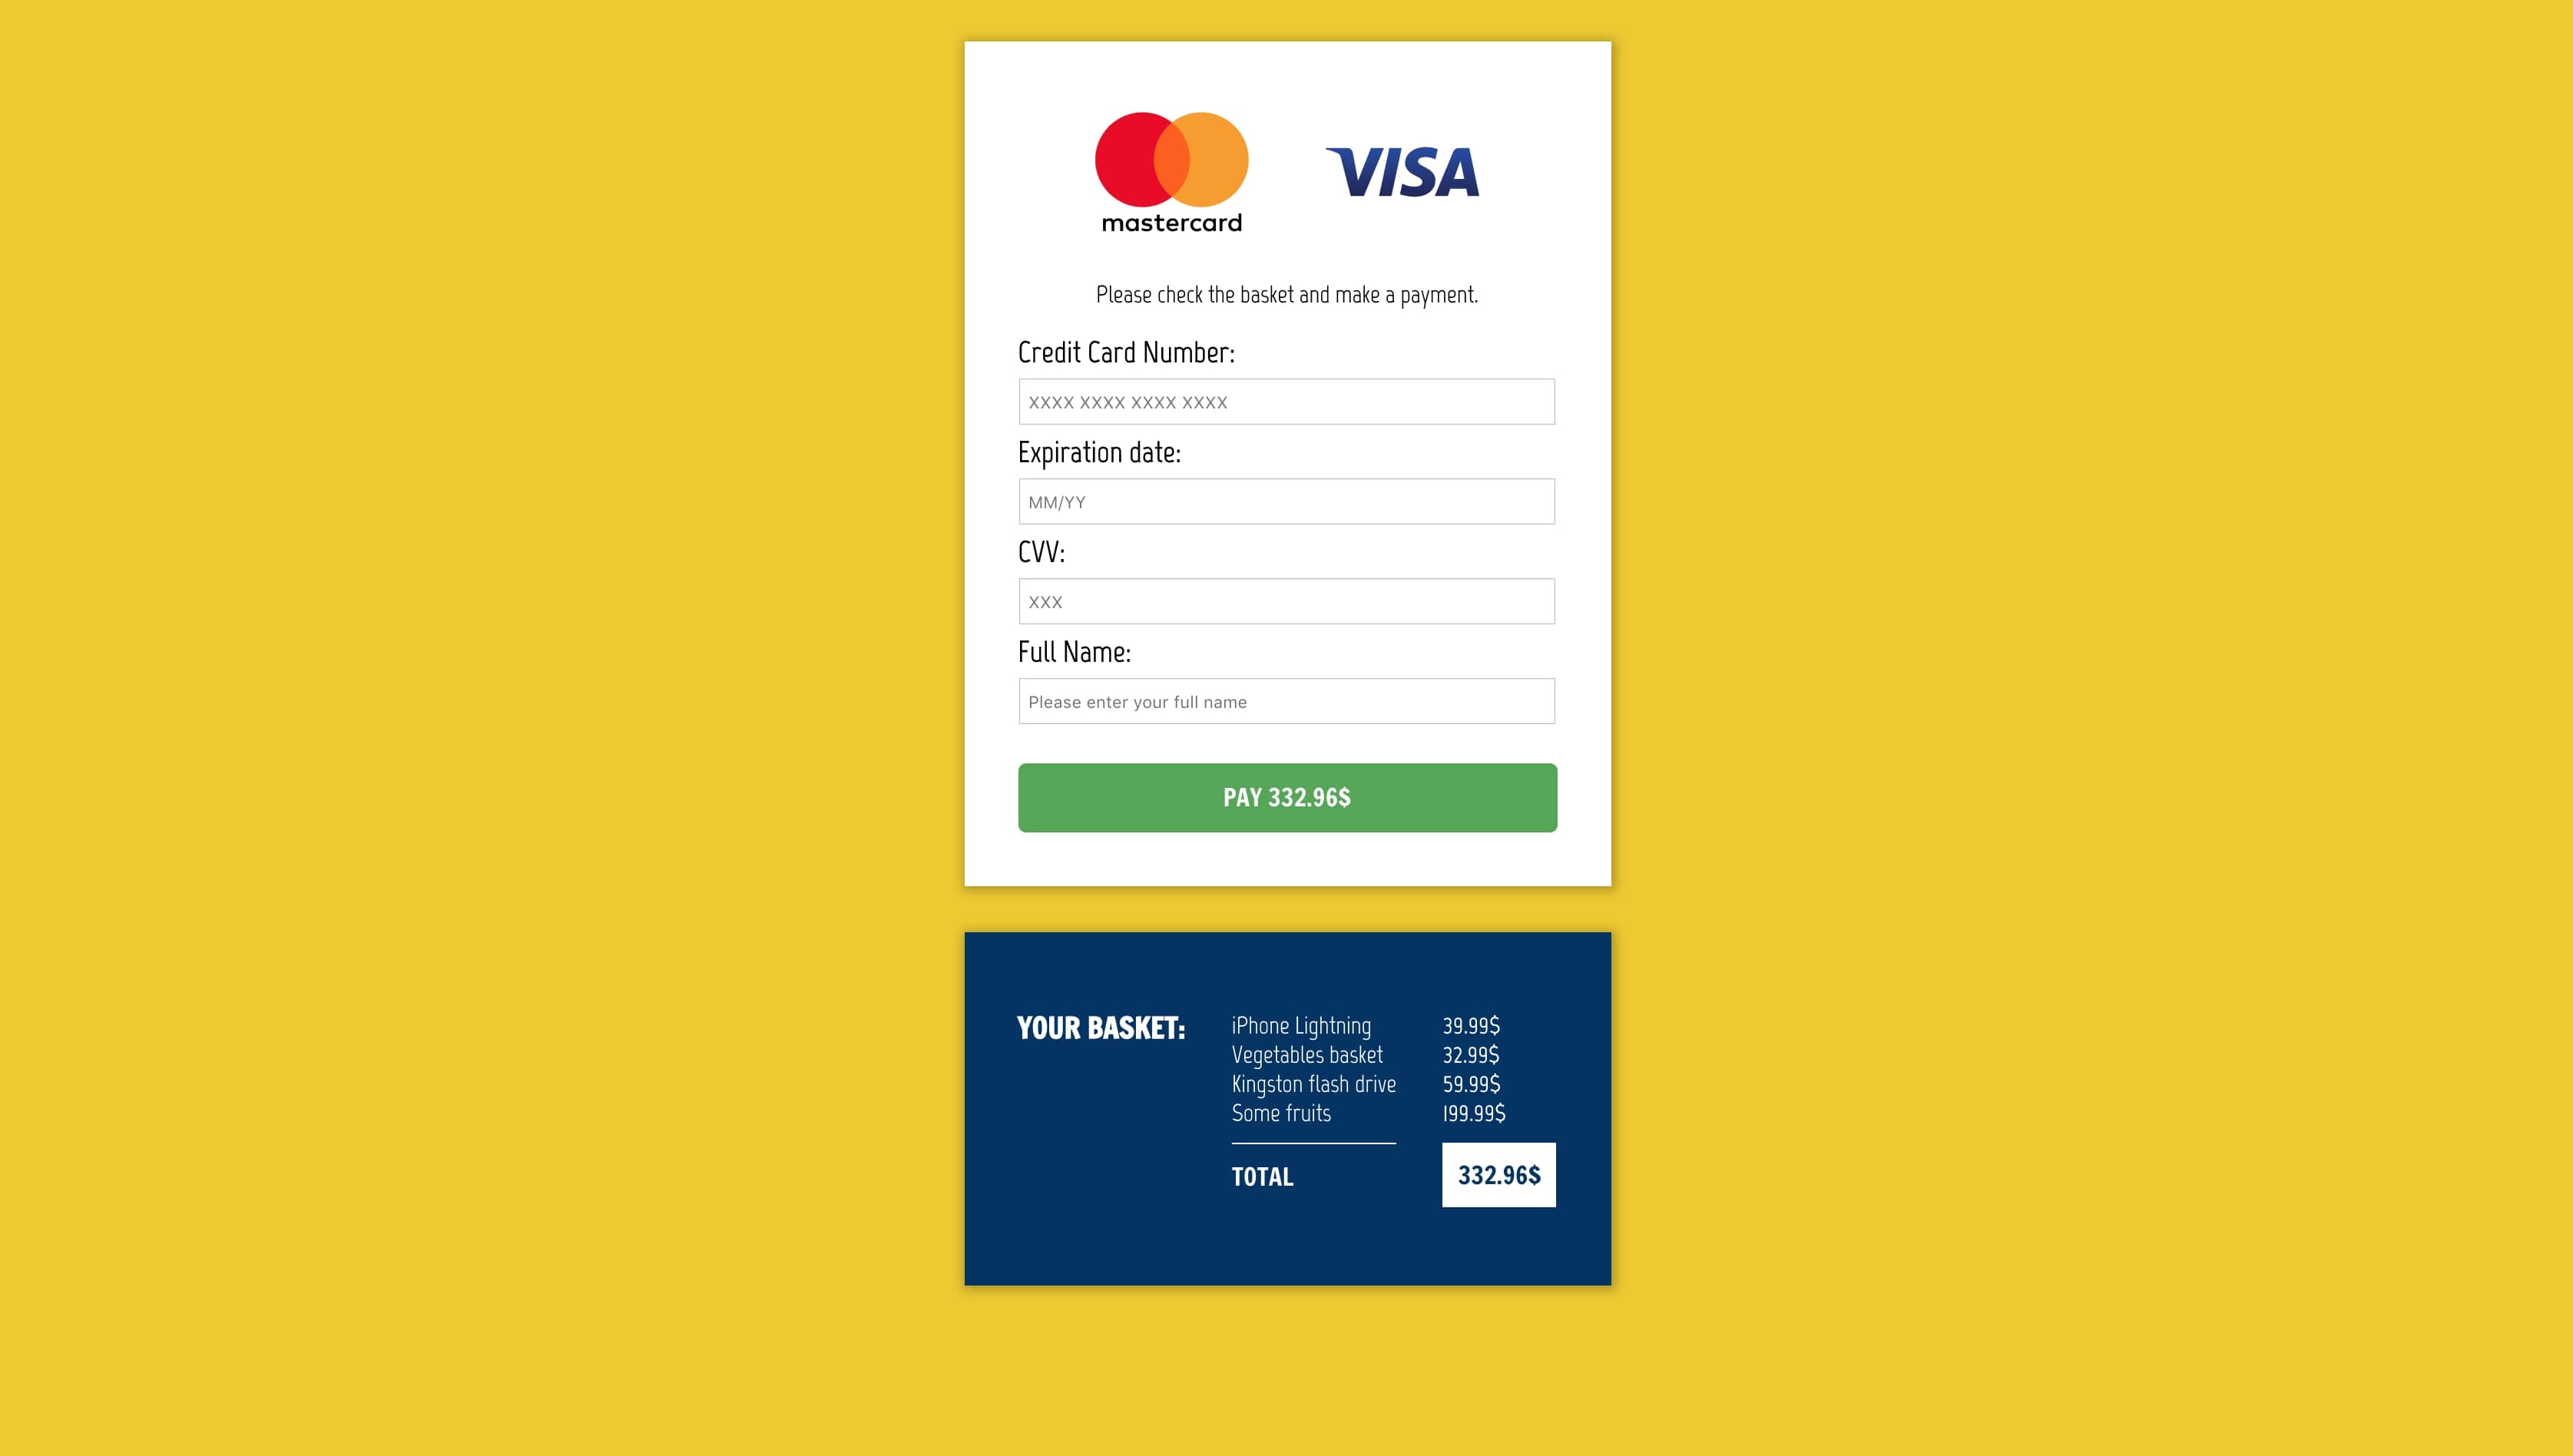 mastercard
VISA
Please check the basket and make a payment.
Credit Card Number:
XXXX XXXX XXXX XXXX
Expiration date:
MM/YY
CVV:
XXX
Full Name:
Please enter your full name
PAY 332.96$
YOUR BASKET:
iPhone Lightning 39.99$
Vegetables basket 32.99$
Kingston flash drive 59.99$
Some fruits 199.99$
TOTAL 332.96$